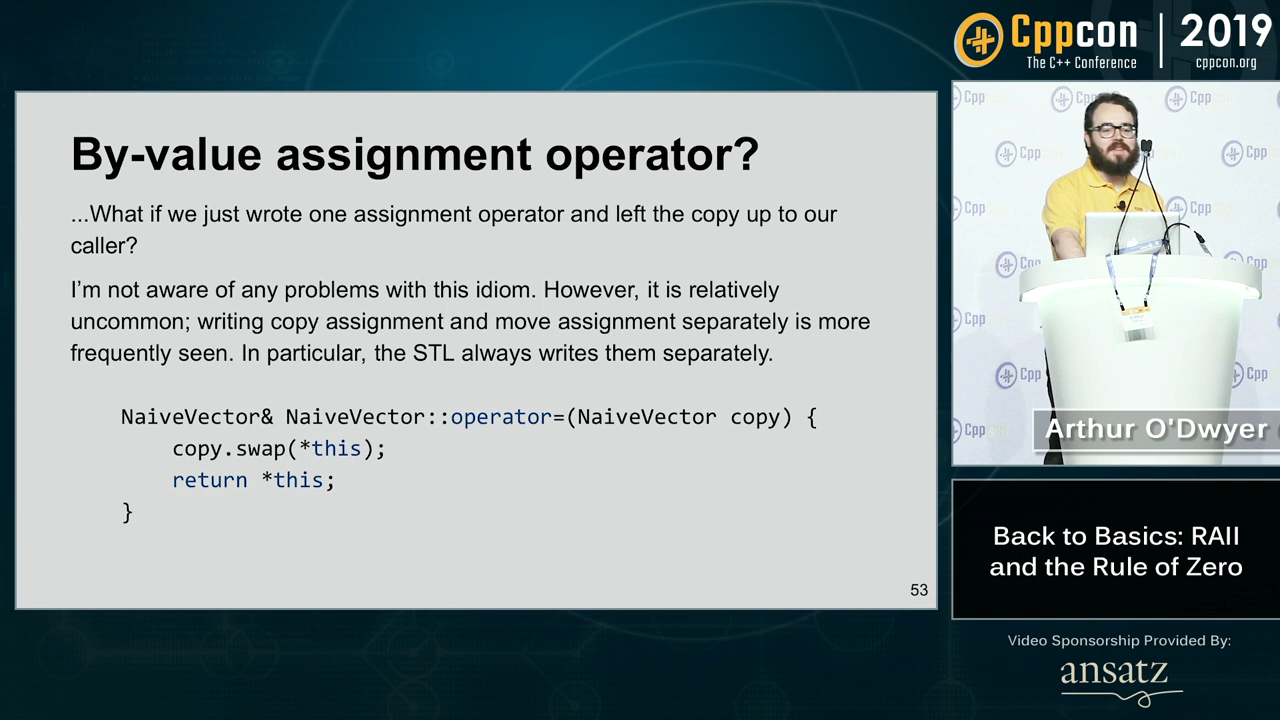 Cppcon | 2019
The C++ Conference
cppcon.org
By-value assignment operator?
...What if we just wrote one assignment operator and left the copy up to our
caller?
I'm not aware of any problems with this idiom. However, it is relatively
uncommon; writing copy assignment and move assignment separately is more
frequently seen. In particular, the STL always writes them separately.
NaiveVector& NaiveVector::operator=(NaiveVector copy) {
copy.swap(*this);
return *this;
}
53
Arthur O'Dwyer
Back to Basics: RAII
and the Rule of Zero
Video Sponsorship Provided By:
ansatz